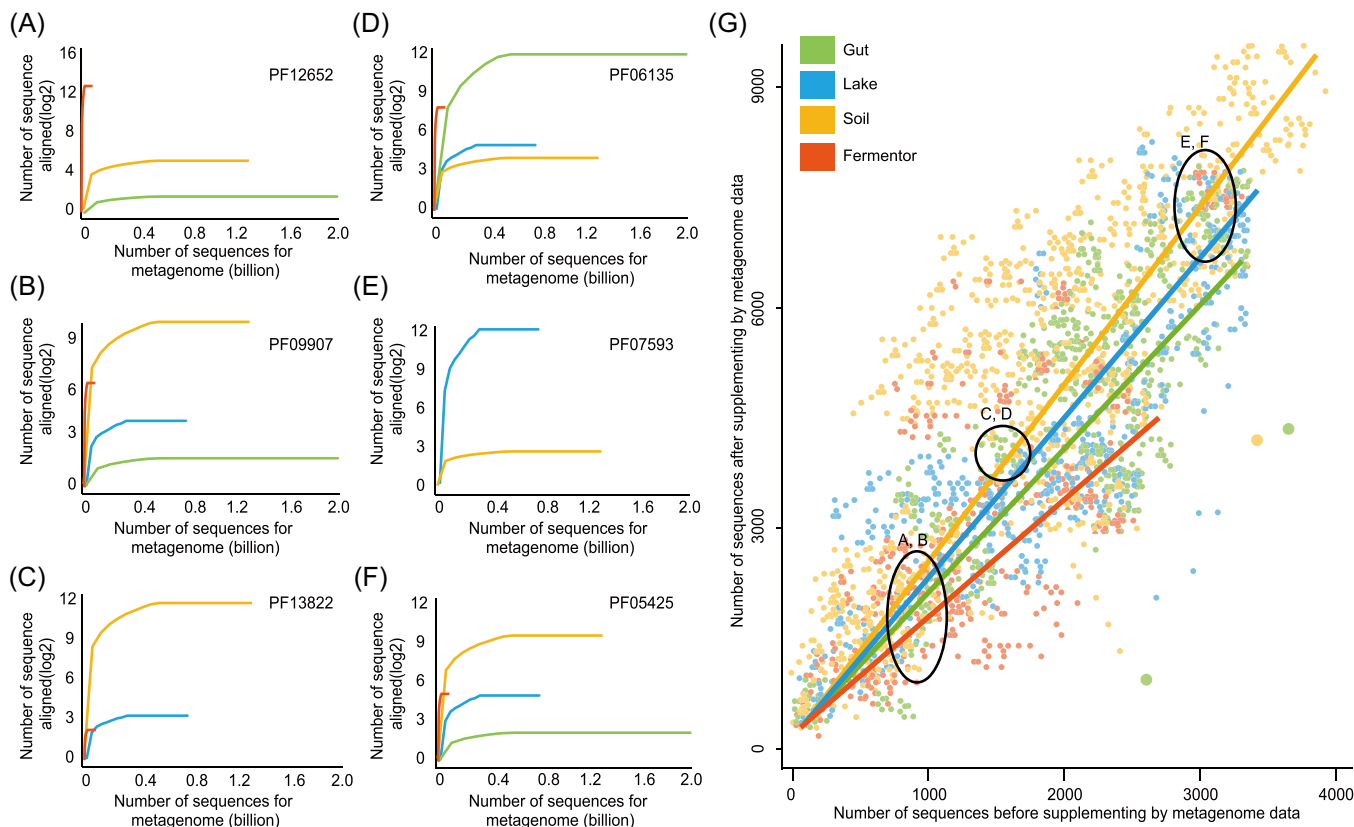 (A)
PF12652
Number of sequence
aligned(log2)
16
12
8
4
0
0 0.4 0.8 1.2 1.6 2.0
Number of sequences for
metagenome (billion)
(D)
PF06135
Number of sequence
aligned(log2)
12
9
6
3
0
0 0.4 0.8 1.2 1.6 2.0
Number of sequences for
metagenome (billion)
(B)
PF09907
Number of sequence
aligned(log2)
9
6
3
0
0 0.4 0.8 1.2 1.6 2.0
Number of sequences for
metagenome (billion)
(E)
PF07593
Number of sequence
aligned(log2)
12
9
6
3
0
0 0.4 0.8 1.2 1.6 2.0
Number of sequences for
metagenome (billion)
(C)
PF13822
Number of sequence
aligned(log2)
12
9
6
3
0
0 0.4 0.8 1.2 1.6 2.0
Number of sequences for
metagenome (billion)
(F)
PF05425
Number of sequence
aligned(log2)
12
9
6
3
0
0 0.4 0.8 1.2 1.6 2.0
Number of sequences for
metagenome (billion)
(G)
Gut
Lake
Soil
Fermentor
E, F
C, D
A, B
Number of sequences after supplementing by metagenome data
9000
6000
3000
0
0 1000 2000 3000 4000
Number of sequences before supplementing by metagenome data